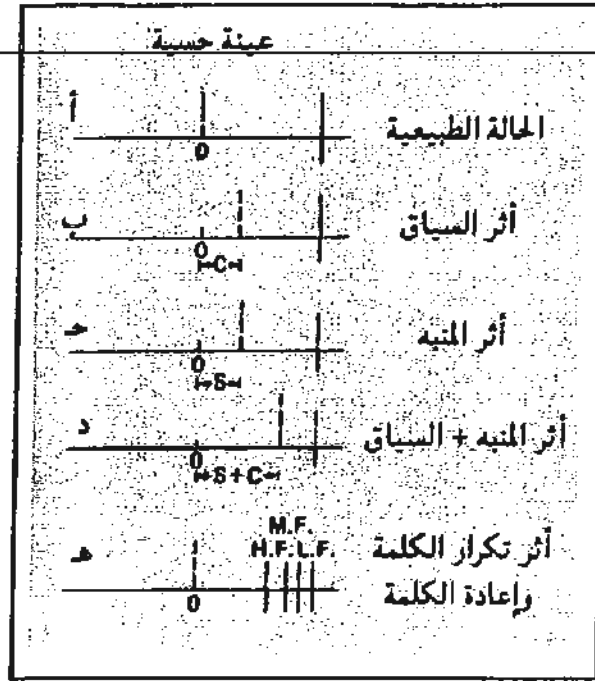 عينة حسية
الحالة الطبيعية
أ
0
أثر السياق
ب
0
C
أثر المنبه
حـ
0
S
أثر المنبه + السياق
د
0
S + C
أثر تكرار الكلمة
وإعادة الكلمة
هـ
M.F.
H.F. L.F.
0